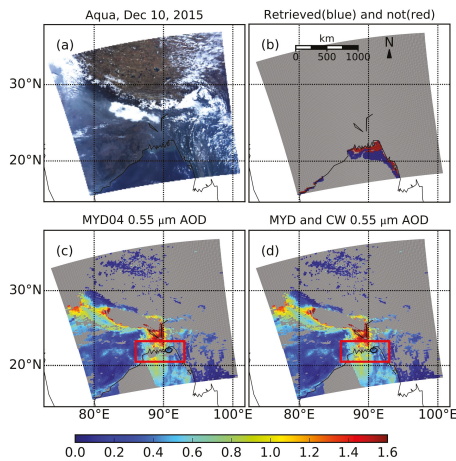 Aqua, Dec 10, 2015
Retrieved(blue) and not(red)
(a)
(b)
km
0 500 1000
N
30°N
20°N
MYD04 0.55 μm AOD
MYD and CW 0.55 μm AOD
(c)
(d)
30°N
20°N
80°E 90°E 100°E 80°E 90°E 100°E
0.0 0.2 0.4 0.6 0.8 1.0 1.2 1.4 1.6